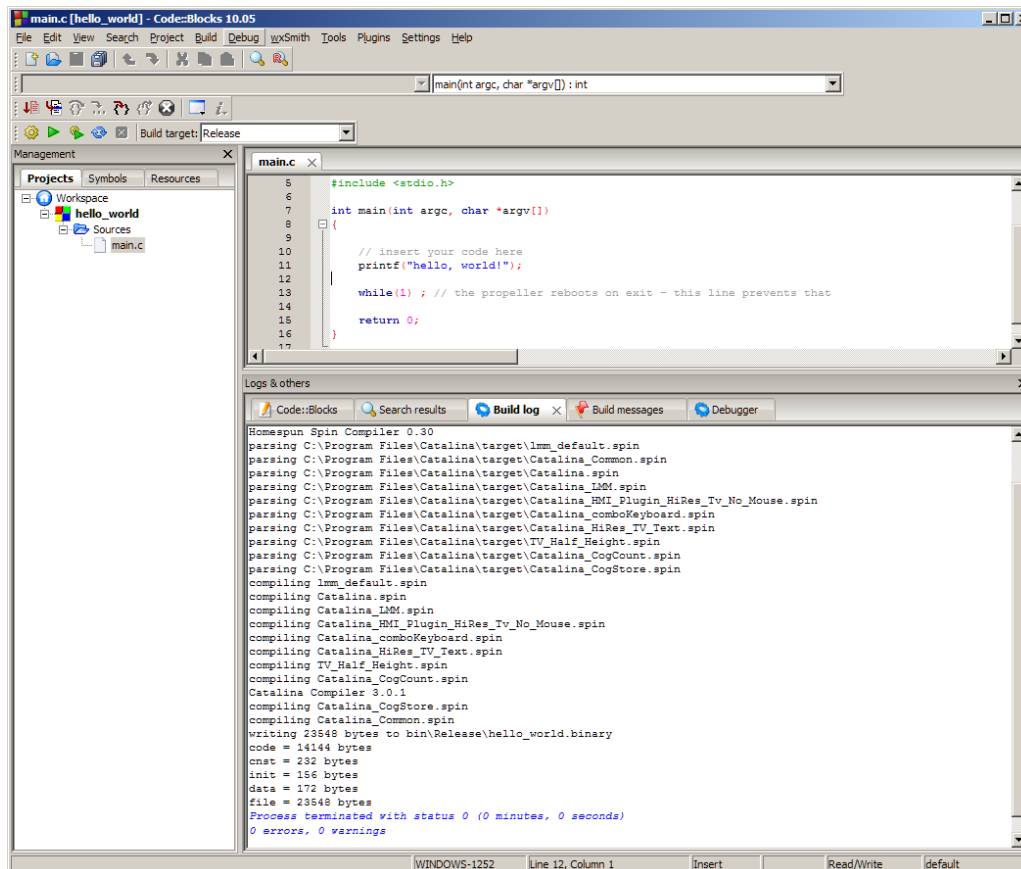 main.c [hello_world] - Code::Blocks 10.05
File Edit View Search Project Build Debug wxSmith Tools Plugins Settings Help
main(int argc, char *argv[]) : int
Build target: Release
Management
Projects Symbols Resources
Workspace
hello_world
Sources
main.c
main.c
5 #include <stdio.h>
6
7 int main(int argc, char *argv[])
8 {
9
10 // insert your code here
11 printf("hello, world!");
12
13 while(1) ; // the propeller reboots on exit - this line prevents that
14
15 return 0;
16 }
17
Logs & others
Code::Blocks Search results Build log Build messages Debugger
Homespun Spin Compiler 0.30
parsing C:\Program Files\Catalina\target\lmm_default.spin
parsing C:\Program Files\Catalina\target\Catalina_Common.spin
parsing C:\Program Files\Catalina\target\Catalina.spin
parsing C:\Program Files\Catalina\target\Catalina_LMM.spin
parsing C:\Program Files\Catalina\target\Catalina_HMI_Plugin_HiRes_Tv_No_Mouse.spin
parsing C:\Program Files\Catalina\target\Catalina_comboKeyboard.spin
parsing C:\Program Files\Catalina\target\Catalina_HiRes_TV_Text.spin
parsing C:\Program Files\Catalina\target\TV_Half_Height.spin
parsing C:\Program Files\Catalina\target\Catalina_CogCount.spin
parsing C:\Program Files\Catalina\target\Catalina_CogStore.spin
compiling lmm_default.spin
compiling Catalina.spin
compiling Catalina_LMM.spin
compiling Catalina_HMI_Plugin_HiRes_Tv_No_Mouse.spin
compiling Catalina_comboKeyboard.spin
compiling Catalina_HiRes_TV_Text.spin
compiling TV_Half_Height.spin
compiling Catalina_CogCount.spin
Catalina Compiler 3.0.1
compiling Catalina_CogStore.spin
compiling Catalina_Common.spin
writing 23548 bytes to bin\Release\hello_world.binary
code = 14144 bytes
cnst = 232 bytes
init = 156 bytes
data = 172 bytes
file = 23548 bytes
Process terminated with status 0 (0 minutes, 0 seconds)
0 errors, 0 warnings
WINDOWS-1252 Line 12, Column 1 Insert Read/Write default